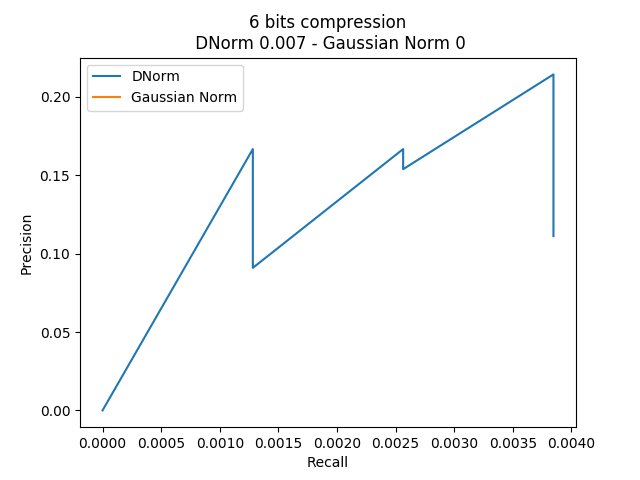 6 bits compression
DNorm 0.007 - Gaussian Norm 0
DNorm
Gaussian Norm
0.20
0.15
0.10
0.05
0.00
Precision
0.0000 0.0005 0.0010 0.0015 0.0020 0.0025 0.0030 0.0035 0.0040
Recall